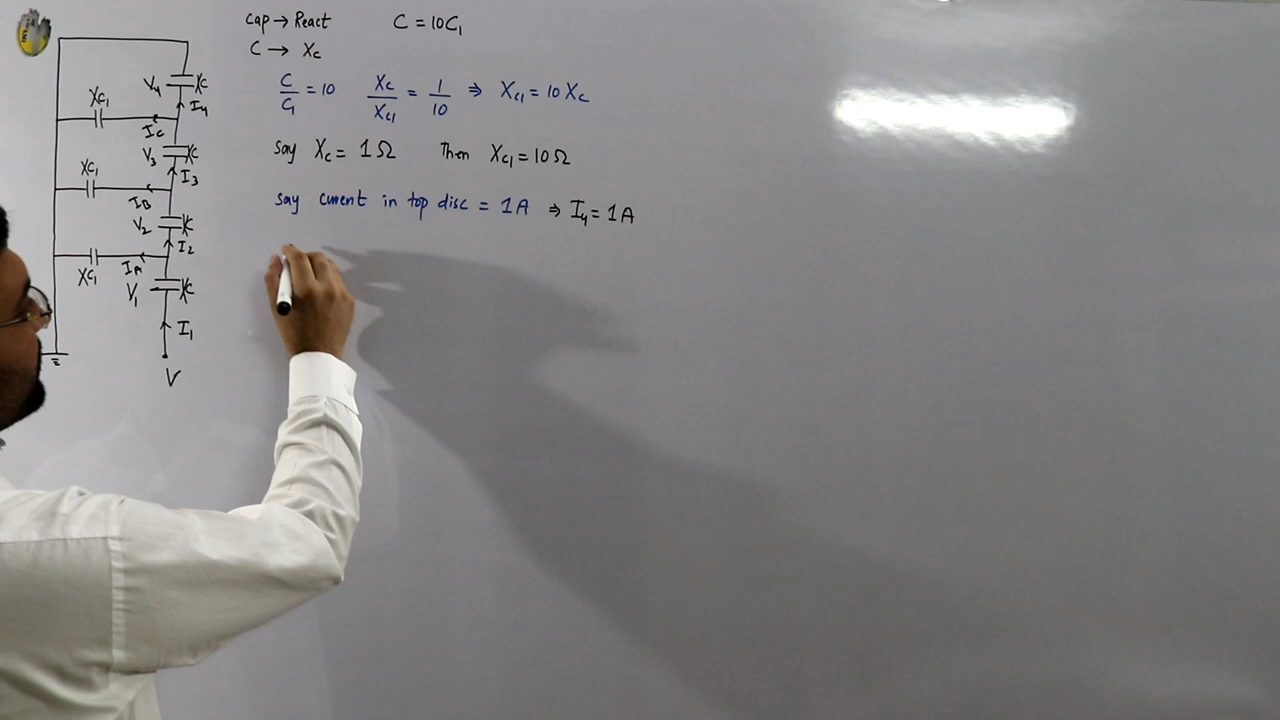 Cap → React C = 10C₁
C → Xc
C/C₁ = 10 Xc/Xc₁ = 1/10 ⇒ Xc₁ = 10 Xc
Say Xc = 1Ω Then Xc₁ = 10Ω
Say current in top disc = 1A ⇒ I₄ = 1A
V₄ Xc
Xc₁ I₄
Ic
V₃ Xc
Xc₁ I₃
IB
V₂ Xc
I₂
Xc₁ IA
V₁ Xc
I₁
V